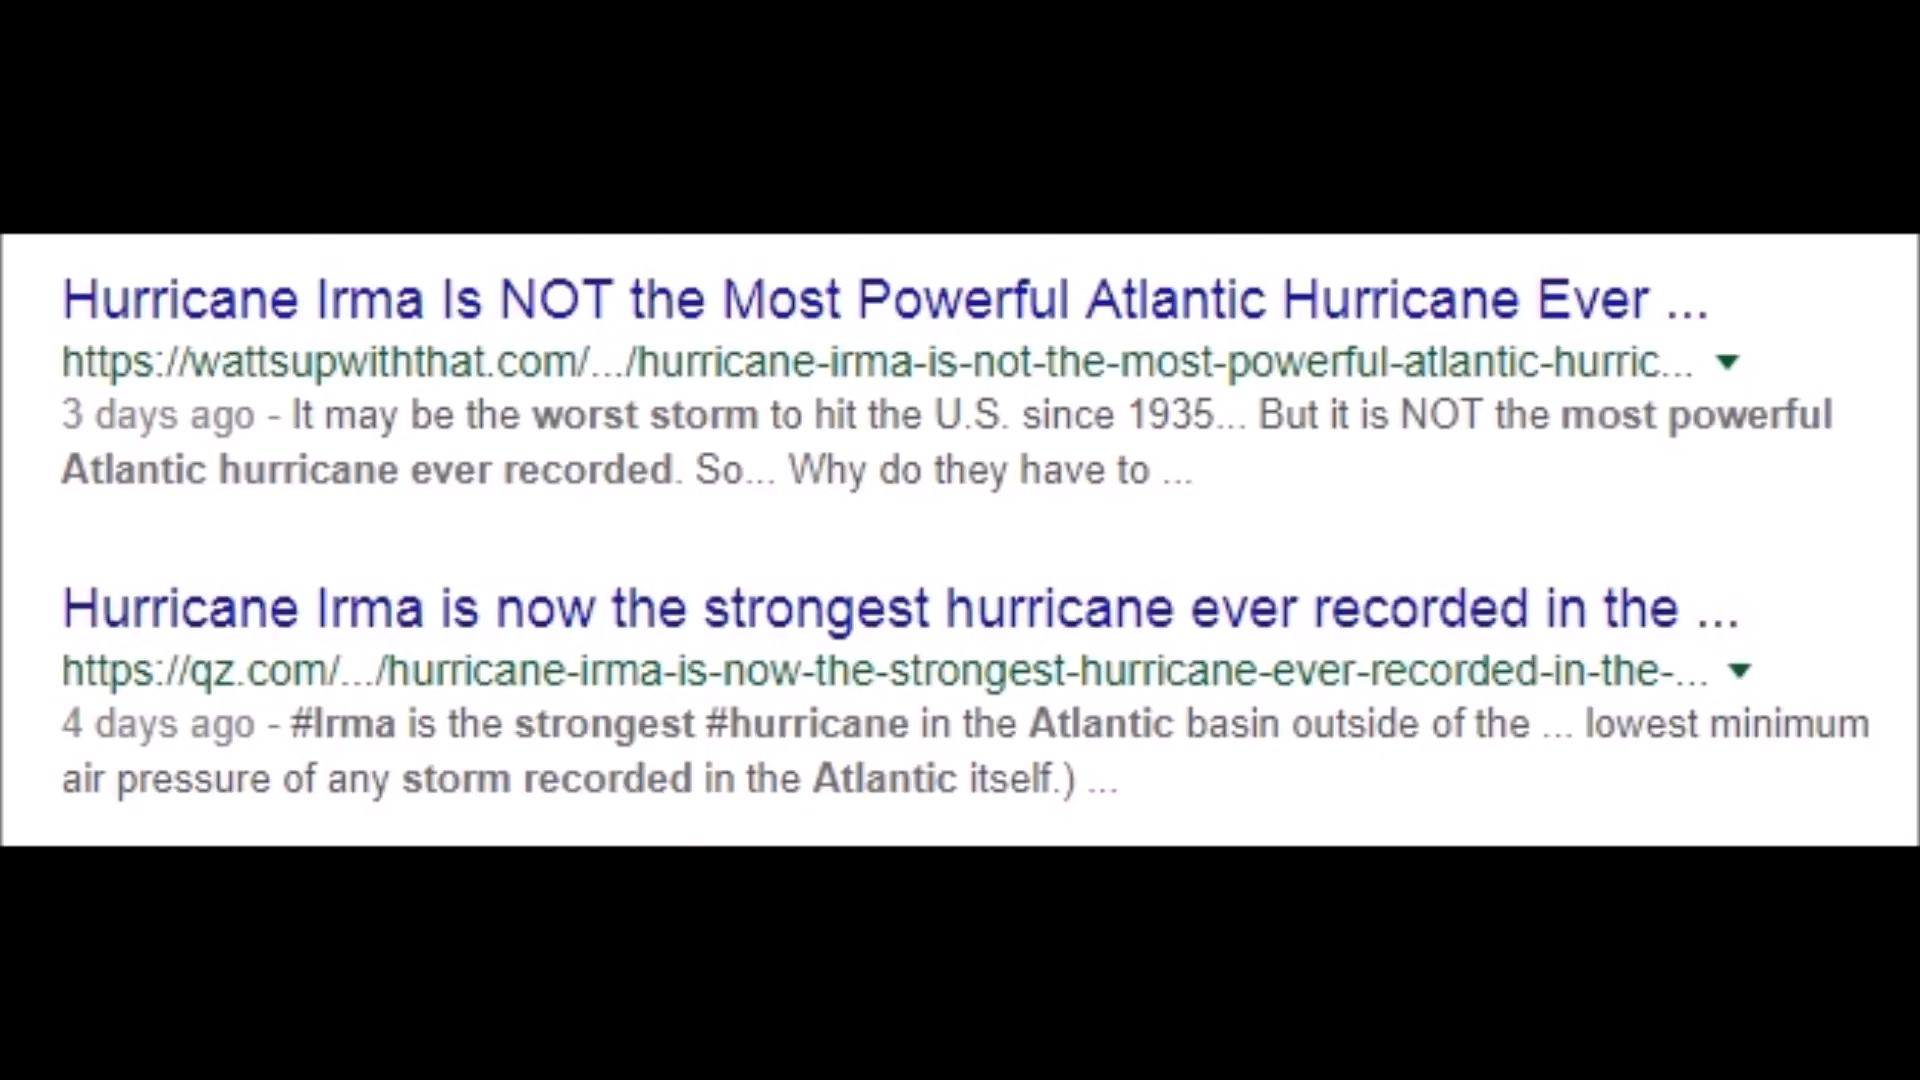 Hurricane Irma Is NOT the Most Powerful Atlantic Hurricane Ever ...
https://wattsupwiththat.com/.../hurricane-irma-is-not-the-most-powerful-atlantic-hurric...
3 days ago - It may be the worst storm to hit the U.S. since 1935... But it is NOT the most powerful
Atlantic hurricane ever recorded. So... Why do they have to ...
Hurricane Irma is now the strongest hurricane ever recorded in the ...
https://qz.com/.../hurricane-irma-is-now-the-strongest-hurricane-ever-recorded-in-the-...
4 days ago - #Irma is the strongest #hurricane in the Atlantic basin outside of the ... lowest minimum
air pressure of any storm recorded in the Atlantic itself.) ...